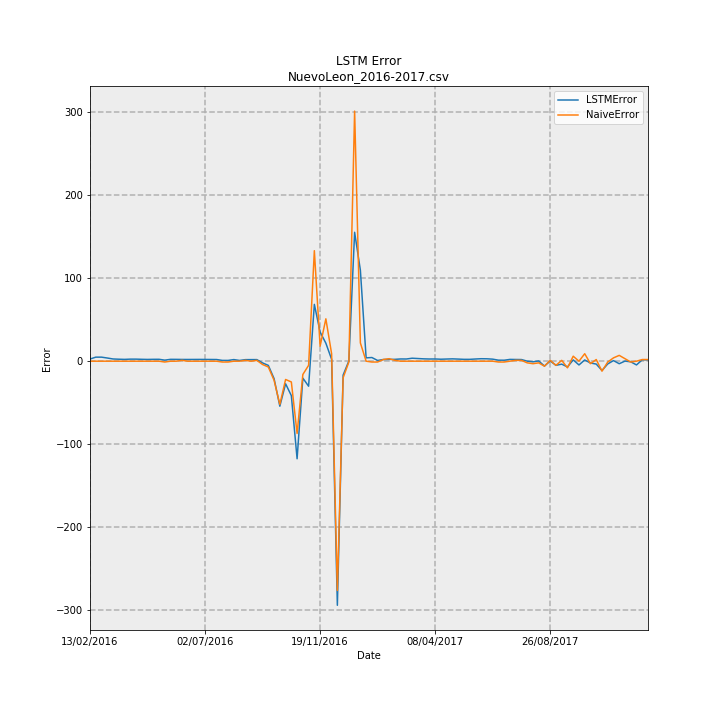 LSTM Error
NuevoLeon_2016-2017.csv
LSTMError
NaiveError
300
200
100
0
−100
−200
−300
Error
13/02/2016
02/07/2016
19/11/2016
08/04/2017
26/08/2017
Date